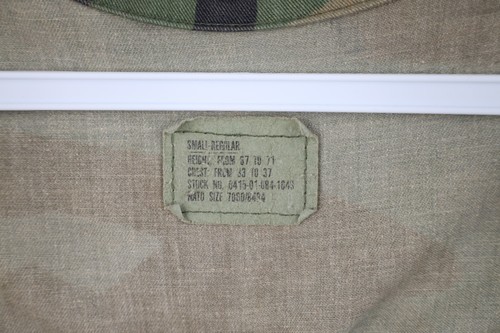 SMALL-REGULAR
HEIGHT: FROM 67 TO 71
CHEST: FROM 33 TO 37
STOCK NO. 8415-01-084-1643
NATO SIZE 7080/8494